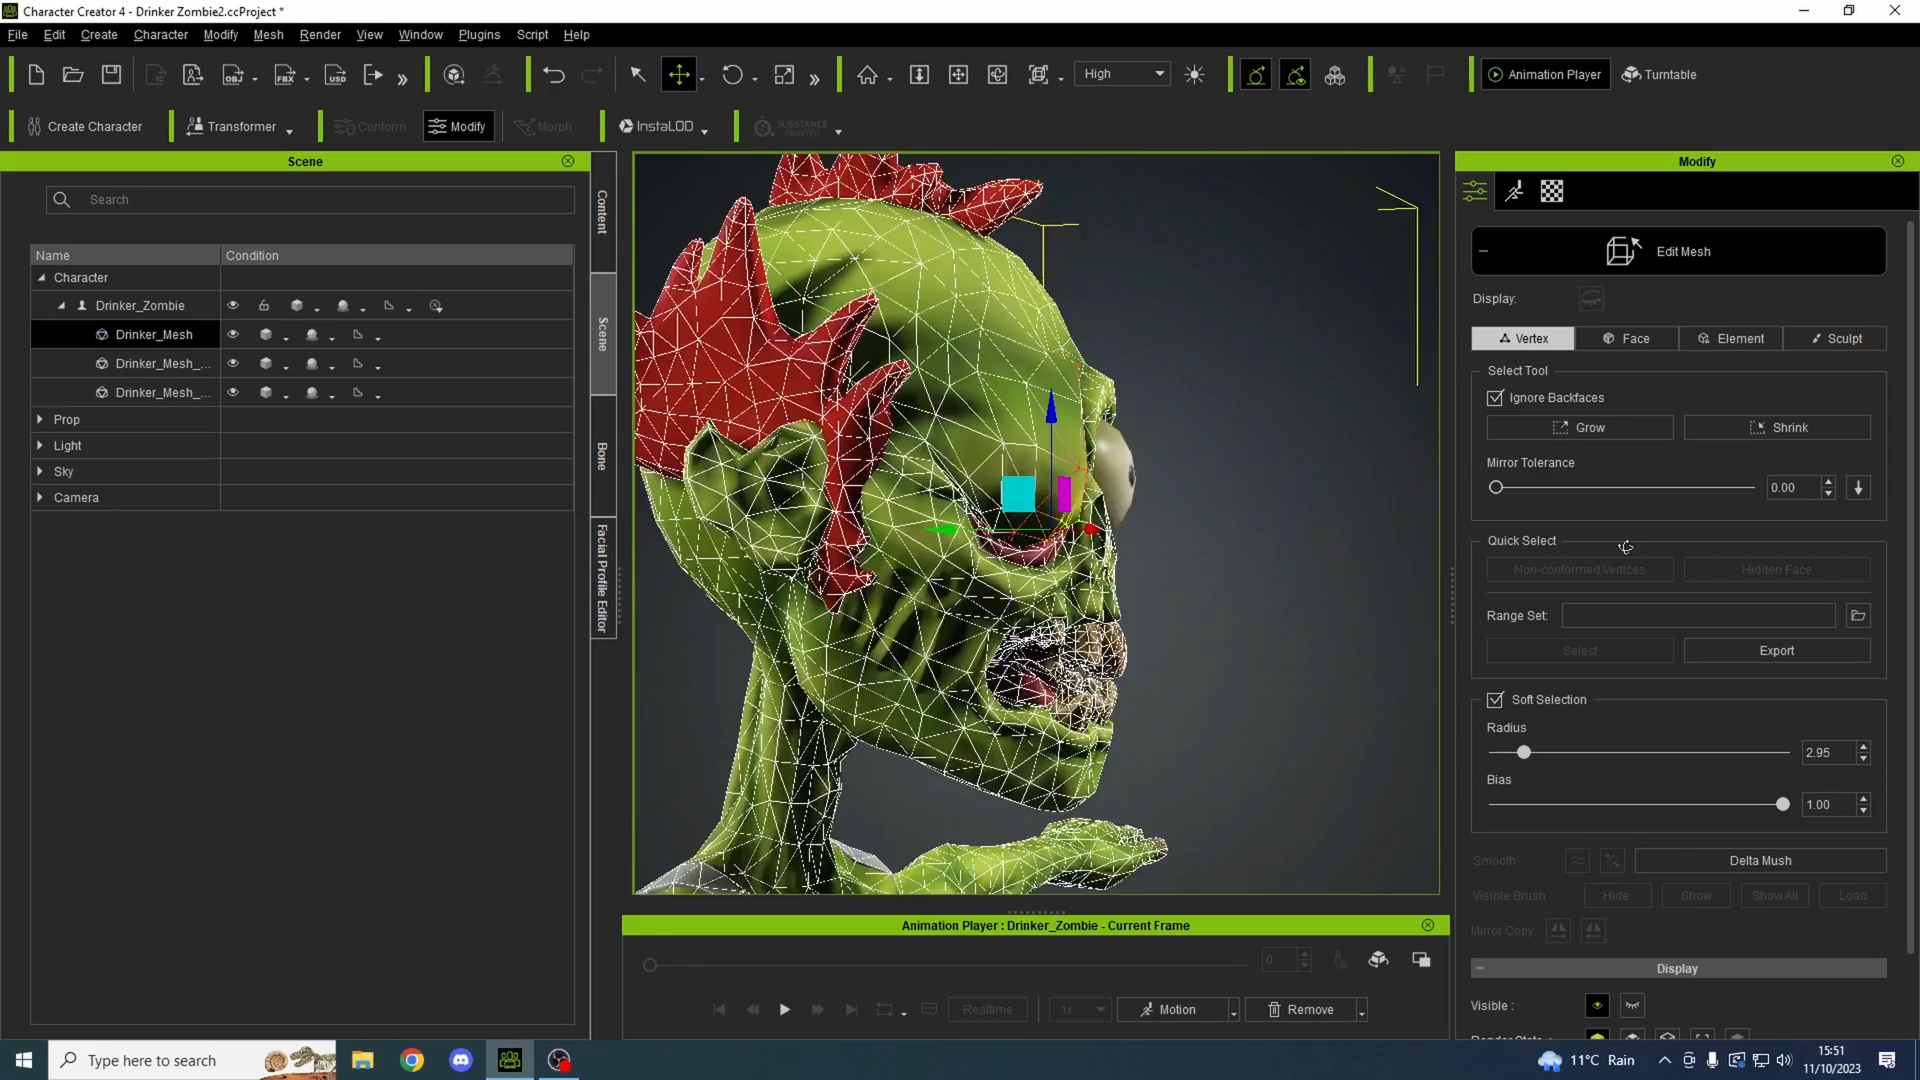 Character Creator 4 - Drinker Zombie2.ccProject *
File Edit Create Character Modify Mesh Render View Window Plugins Script Help
High Animation Player Turntable
Create Character Transformer Conform Modify Morph InstaLOD SUBSTANCE PAINTER
Scene
Search
Name Condition
Character
Drinker_Zombie
Drinker_Mesh
Drinker_Mesh_...
Drinker_Mesh_...
Prop
Light
Sky
Camera
Content
Scene
Bone
Facial Profile Editor
Modify
Edit Mesh
Display:
Vertex Face Element Sculpt
Select Tool
Ignore Backfaces
Grow Shrink
Mirror Tolerance
0.00
Quick Select
Non-conformed Vertices Hidden Face
Range Set:
Select Export
Soft Selection
Radius
2.95
Bias
1.00
Smooth Delta Mush
Visible Brush : Hide Show Show All Load
Mirror Copy:
Display
Visible :
Render State :
Animation Player : Drinker_Zombie - Current Frame
0
Realtime 1x Motion Remove
Type here to search
11°C Rain
15:51
11/10/2023